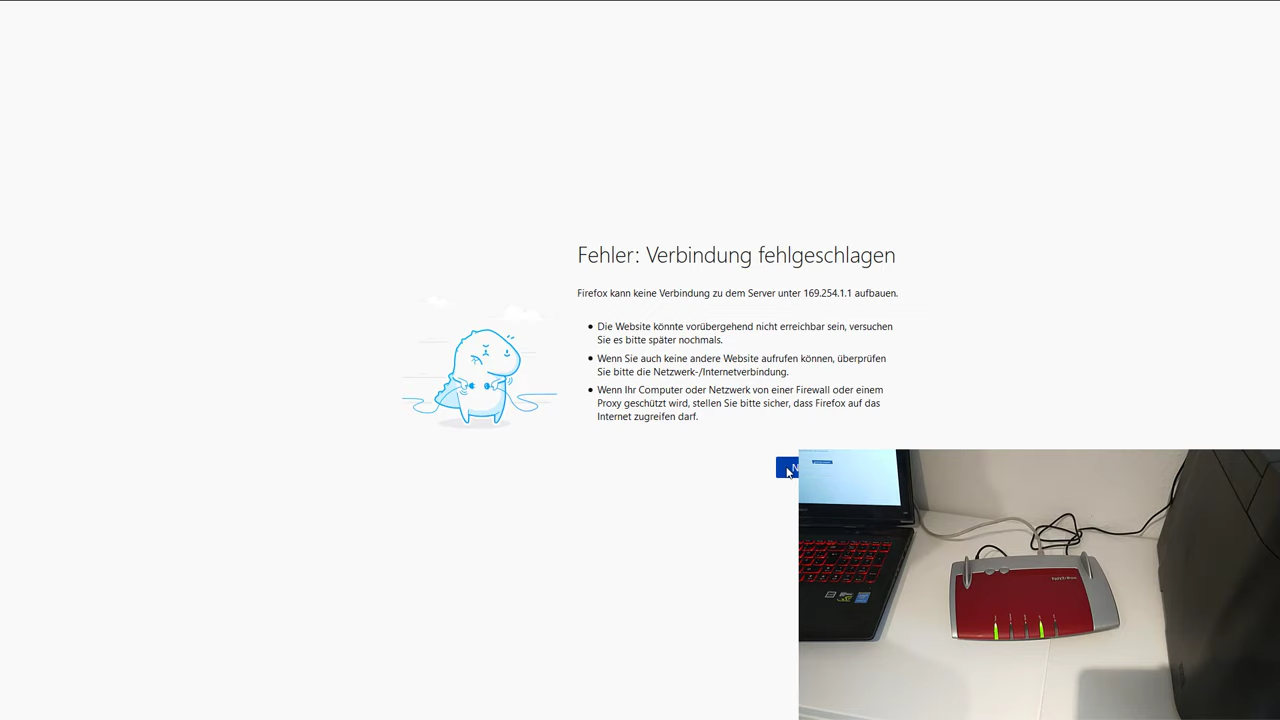 Fehler: Verbindung fehlgeschlagen
Firefox kann keine Verbindung zu dem Server unter 169.254.1.1 aufbauen.
Die Website könnte vorübergehend nicht erreichbar sein, versuchen
Sie es bitte später nochmals.
Wenn Sie auch keine andere Website aufrufen können, überprüfen
Sie bitte die Netzwerk-/Internetverbindung.
Wenn Ihr Computer oder Netzwerk von einer Firewall oder einem
Proxy geschützt wird, stellen Sie bitte sicher, dass Firefox auf das
Internet zugreifen darf.